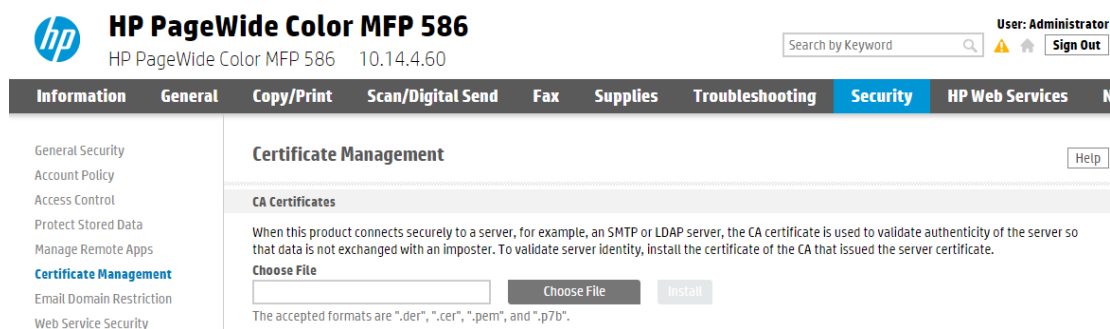 hp
HP PageWide Color MFP 586
HP PageWide Color MFP 586 10.14.4.60
User: Administrator
Search by Keyword
Sign Out
Information General Copy/Print Scan/Digital Send Fax Supplies Troubleshooting Security HP Web Services N
General Security
Account Policy
Access Control
Protect Stored Data
Manage Remote Apps
Certificate Management
Email Domain Restriction
Web Service Security
Certificate Management
Help
CA Certificates
When this product connects securely to a server, for example, an SMTP or LDAP server, the CA certificate is used to validate authenticity of the server so
that data is not exchanged with an imposter. To validate server identity, install the certificate of the CA that issued the server certificate.
Choose File
Choose File Install
The accepted formats are ".der", ".cer", ".pem", and ".p7b".